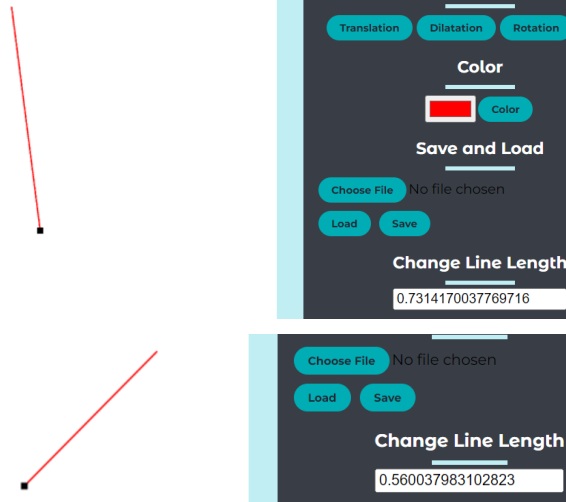 Translation Dilatation Rotation
Color
Color
Save and Load
Choose File No file chosen
Load Save
Change Line Length
0.7314170037769716
Choose File No file chosen
Load Save
Change Line Length
0.560037983102823